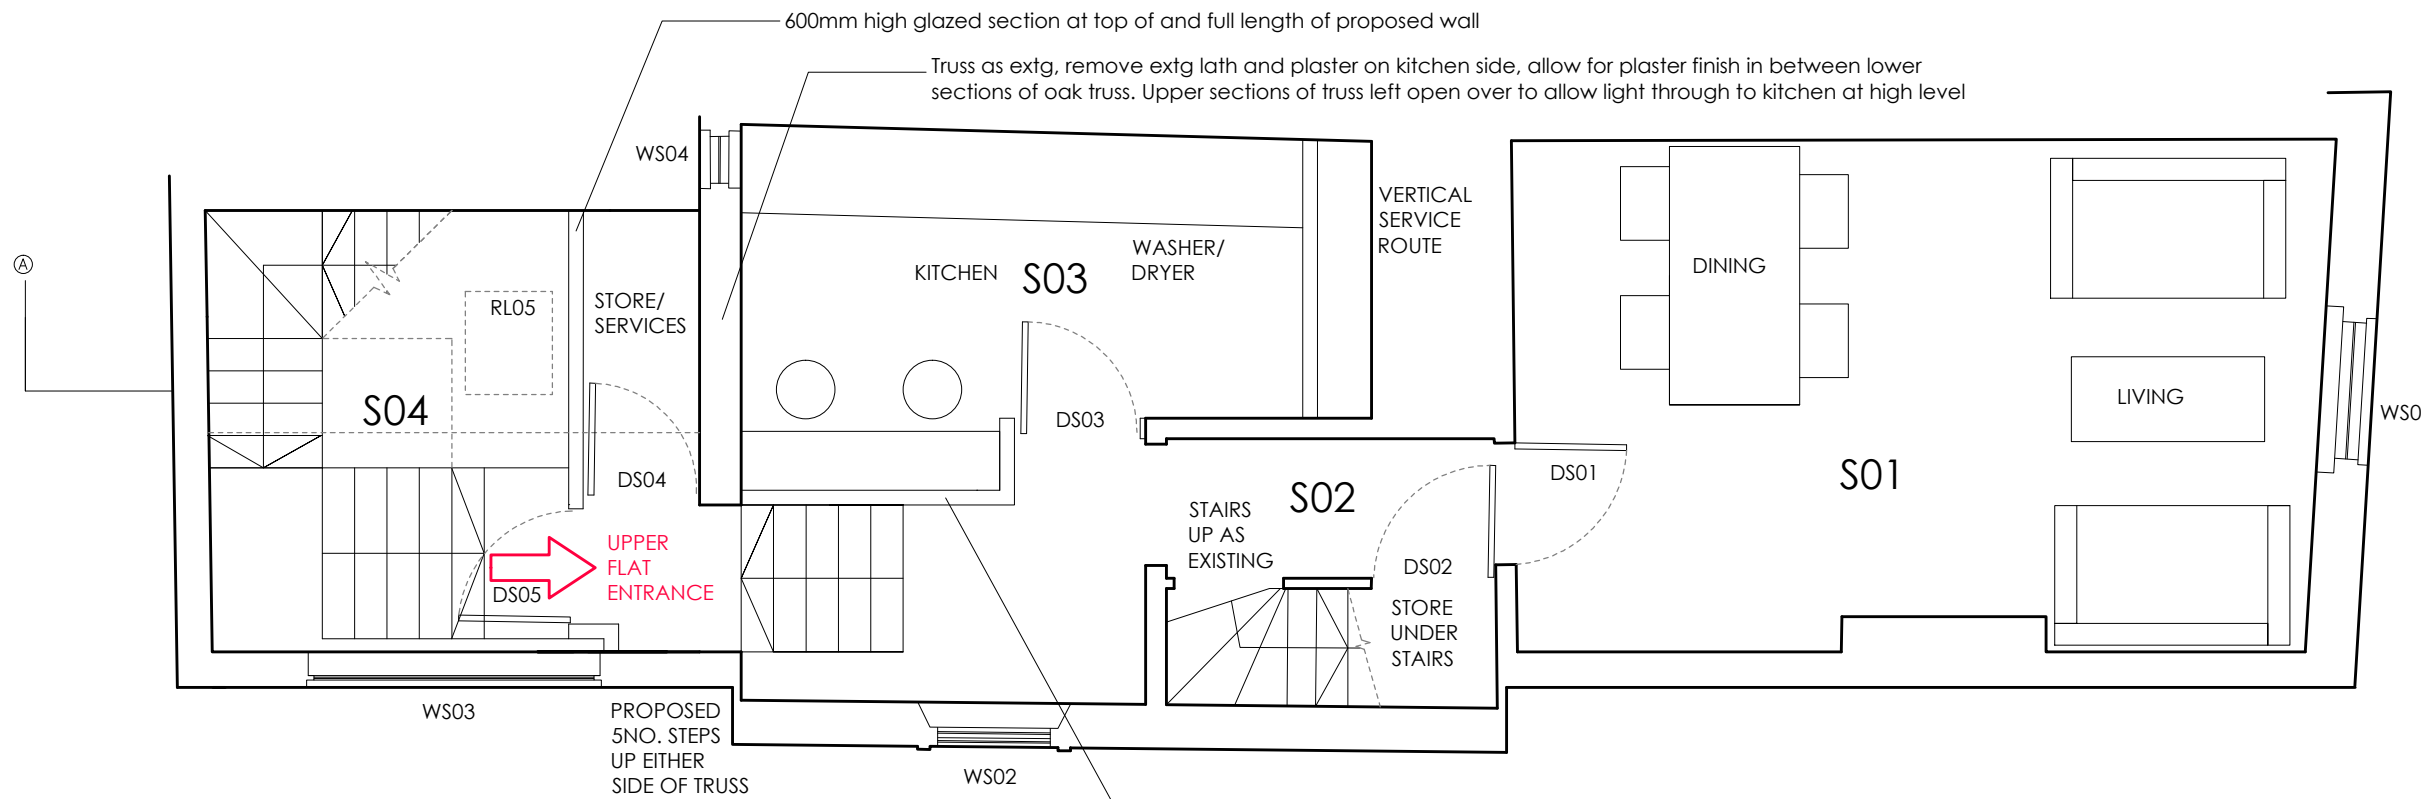 600mm high glazed section at top of and full length of proposed wall
Truss as extg, remove extg lath and plaster on kitchen side, allow for plaster finish in between lower
sections of oak truss. Upper sections of truss left open over to allow light through to kitchen at high level
WS04
VERTICAL
SERVICE
ROUTE
A
KITCHEN
S03
WASHER/
DRYER
DINING
RL05
STORE/
SERVICES
LIVING
S04
DS03
WS0
DS04
DS01
S01
S02
STAIRS
UP AS
EXISTING
UPPER
FLAT
ENTRANCE
DS05
DS02
STORE
UNDER
STAIRS
WS03
PROPOSED
5NO. STEPS
UP EITHER
SIDE OF TRUSS
WS02